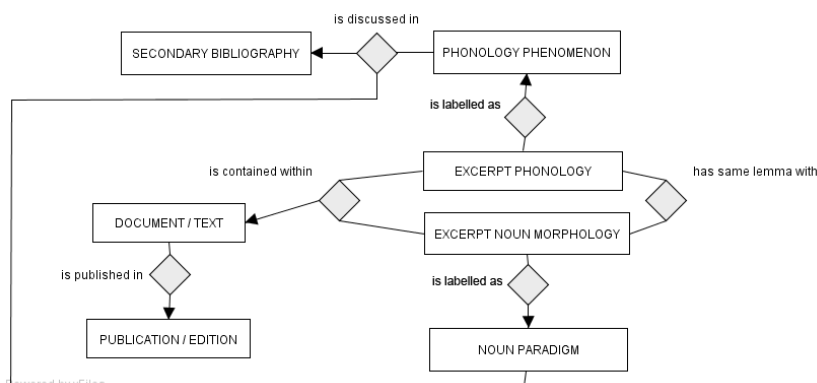 is discussed in
SECONDARY BIBLIOGRAPHY
PHONOLOGY PHENOMENON
is labelled as
is contained within
EXCERPT PHONOLOGY
has same lemma with
DOCUMENT / TEXT
EXCERPT NOUN MORPHOLOGY
is published in
is labelled as
PUBLICATION / EDITION
NOUN PARADIGM